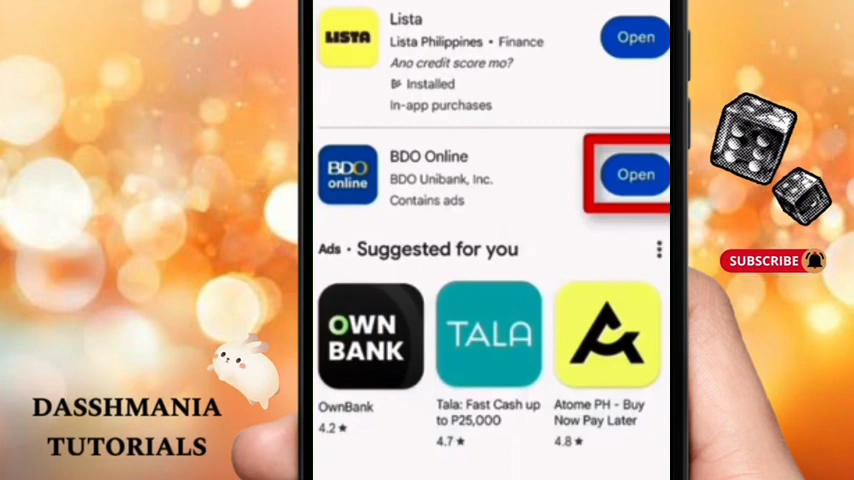 LISTA
Lista
Lista Philippines • Finance
Ano credit score mo?
Installed
In-app purchases
Open
BDO
online
BDO Online
BDO Unibank, Inc.
Contains ads
Open
Ads • Suggested for you
OWN
BANK
TALA
OwnBank
4.2 ★
Tala: Fast Cash up
to P25,000
4.7 ★
Atome PH - Buy
Now Pay Later
4.8 ★
SUBSCRIBE
DASSHMANIA
TUTORIALS